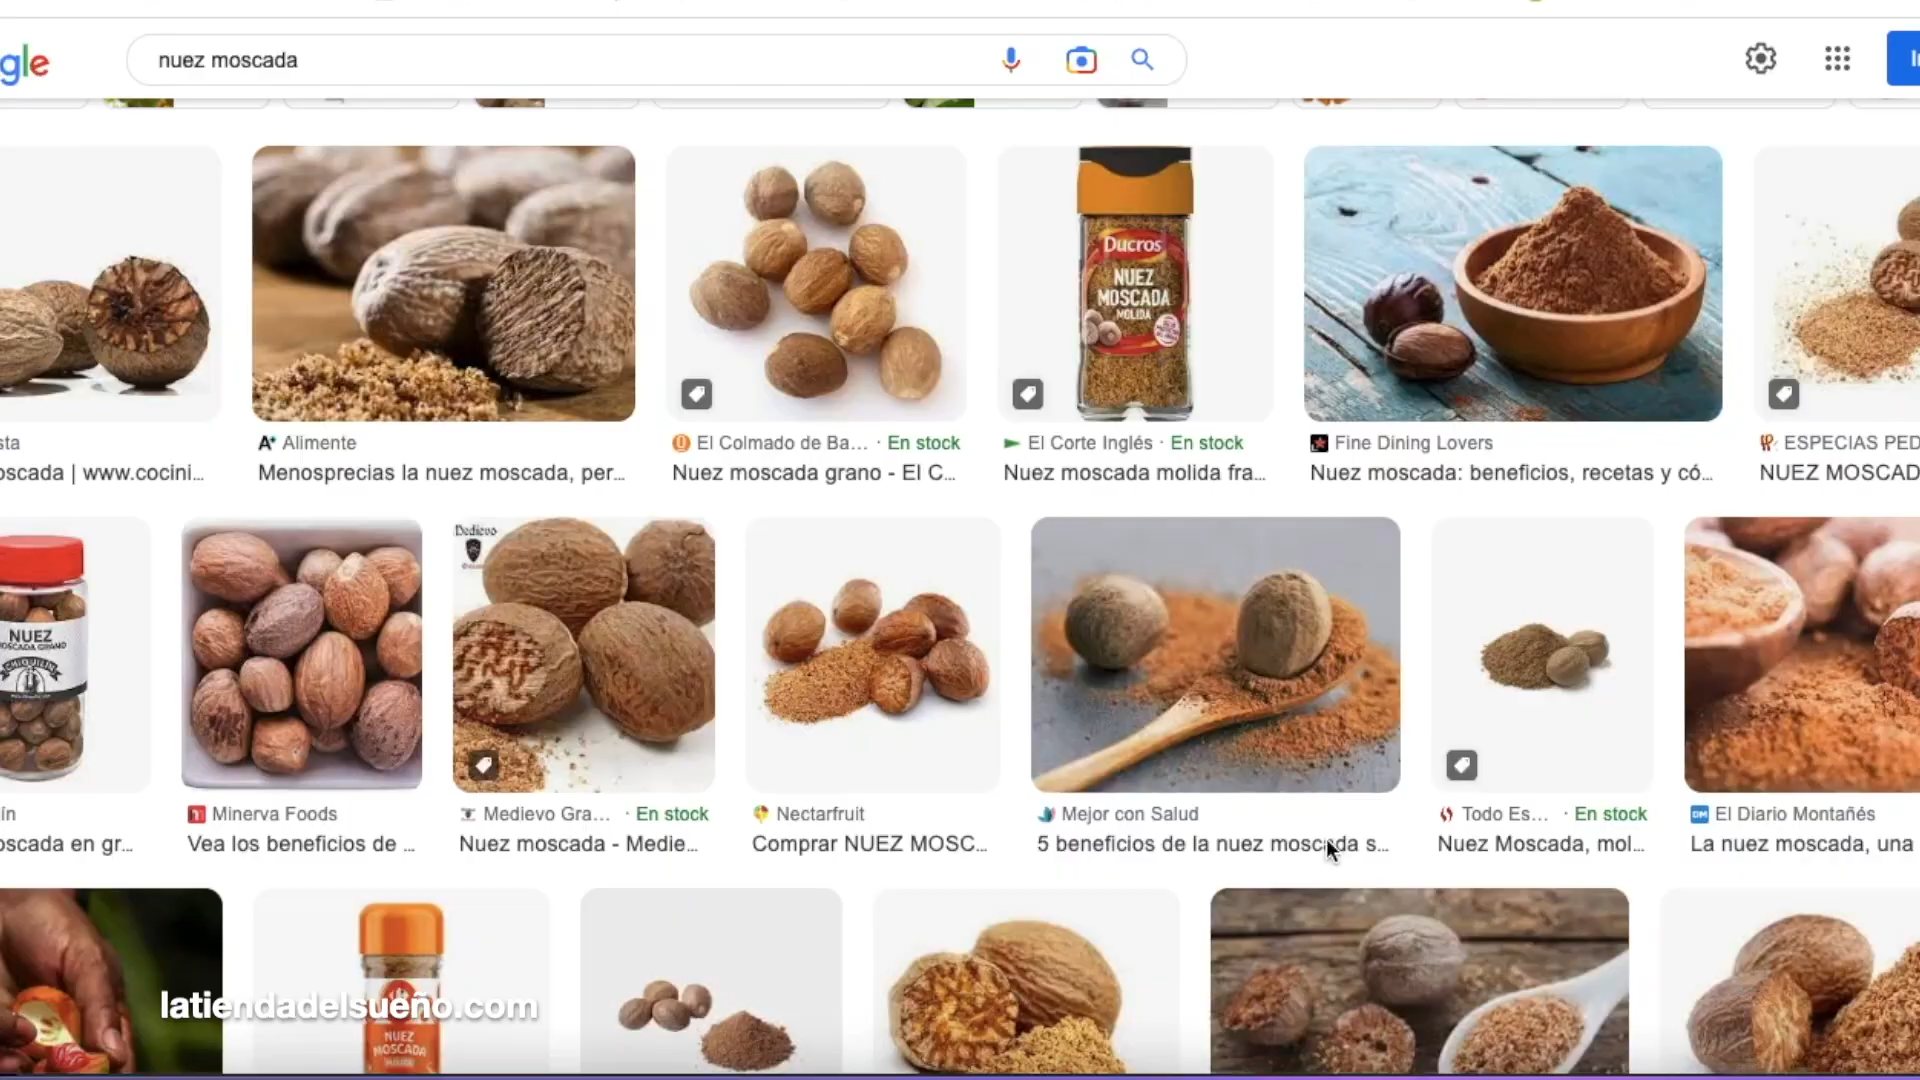 gle
nuez moscada
Ducros
NUEZ
MOSCADA
MOLIDA
sta
Alimente
El Colmado de Ba... · En stock
El Corte Inglés · En stock
Fine Dining Lovers
ESPECIAS PED
oscada | www.cocini...
Menosprecias la nuez moscada, per...
Nuez moscada grano - El C...
Nuez moscada molida fra...
Nuez moscada: beneficios, recetas y có...
NUEZ MOSCAD
NUEZ
MOSCADA GRANO
CHIQUILÍN
ín
Minerva Foods
Medievo Gra... · En stock
Nectarfruit
Mejor con Salud
Todo Es... · En stock
DM
El Diario Montañés
oscada en gr...
Vea los beneficios de ...
Nuez moscada - Medie...
Comprar NUEZ MOSC...
5 beneficios de la nuez moscada s...
Nuez Moscada, mol...
La nuez moscada, una
latiendadelsueño.com
NUEZ
MOSCADA